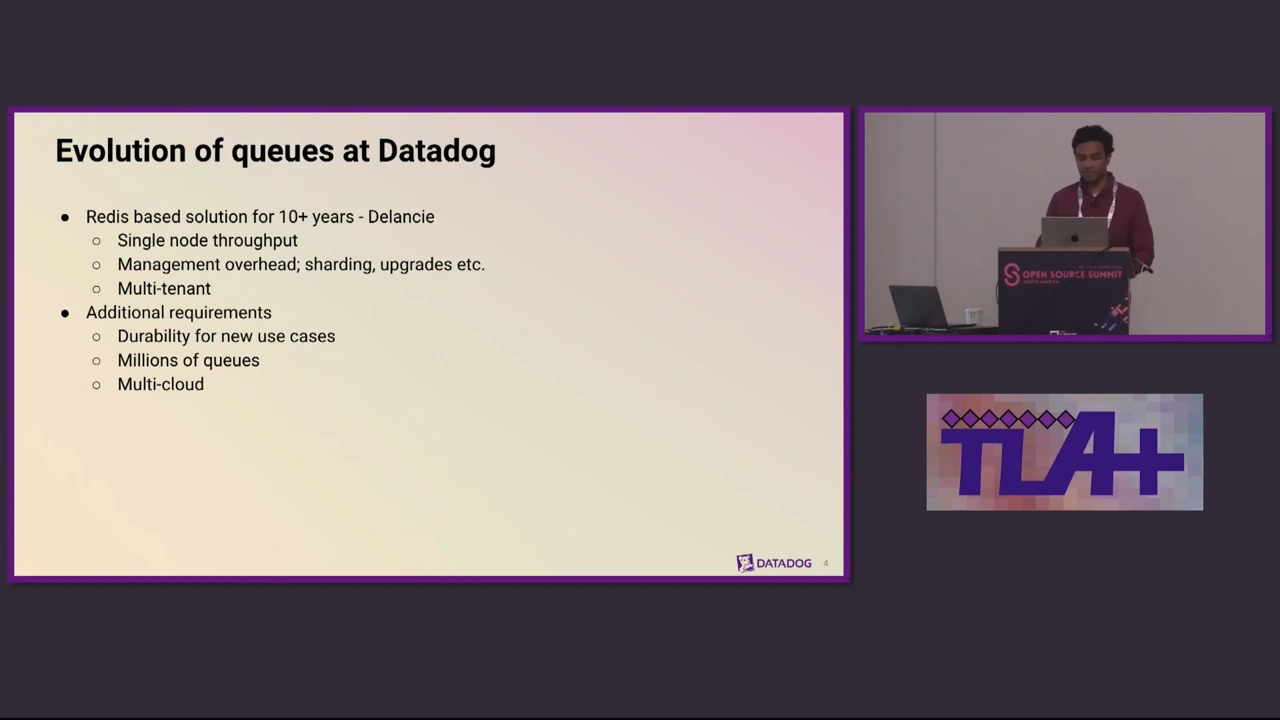 Evolution of queues at Datadog
● Redis based solution for 10+ years - Delancie
○ Single node throughput
○ Management overhead; sharding, upgrades etc.
○ Multi-tenant
● Additional requirements
○ Durability for new use cases
○ Millions of queues
○ Multi-cloud
DATADOG 4
OPEN SOURCE SUMMIT
NORTH AMERICA
TLA+